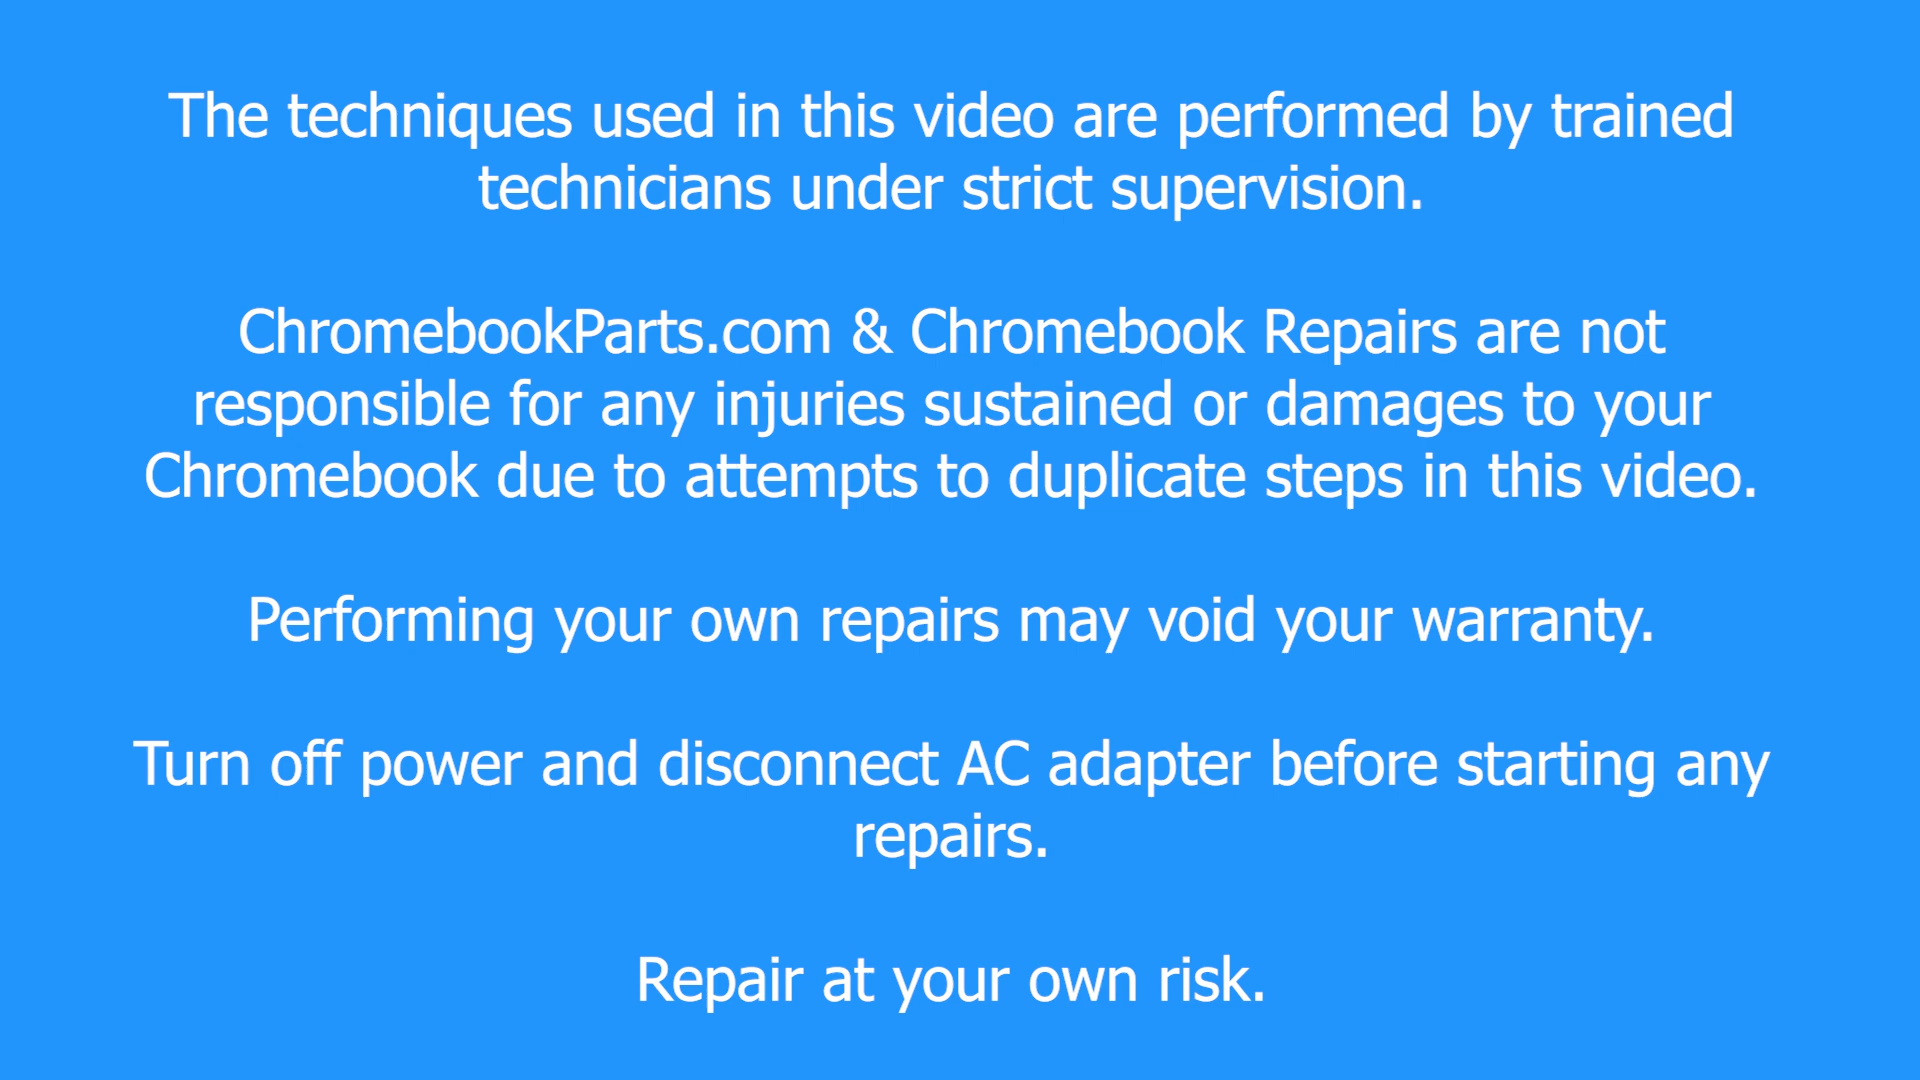 The techniques used in this video are performed by trained
technicians under strict supervision.
ChromebookParts.com & Chromebook Repairs are not
responsible for any injuries sustained or damages to your
Chromebook due to attempts to duplicate steps in this video.
Performing your own repairs may void your warranty.
Turn off power and disconnect AC adapter before starting any
repairs.
Repair at your own risk.